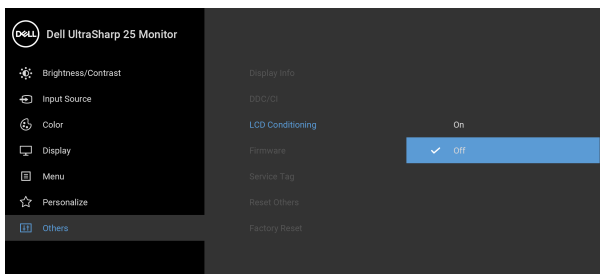 DELL Dell UltraSharp 25 Monitor
Brightness/Contrast
Input Source
Color
Display
Menu
Personalize
Others
Display Info
DDC/CI
LCD Conditioning
Firmware
Service Tag
Reset Others
Factory Reset
On
Off